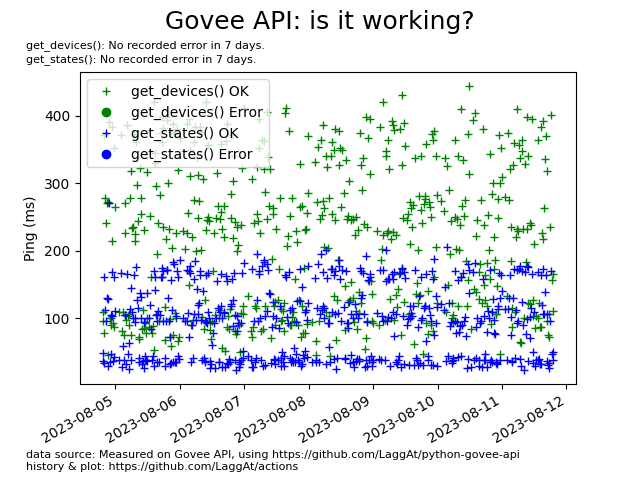 Govee API: is it working?
get_devices(): No recorded error in 7 days.
get_states(): No recorded error in 7 days.
get_devices() OK
get_devices() Error
get_states() OK
get_states() Error
Ping (ms)
400
300
200
100
2023-08-05
2023-08-06
2023-08-07
2023-08-08
2023-08-09
2023-08-10
2023-08-11
2023-08-12
data source: Measured on Govee API, using https://github.com/LaggAt/python-govee-api
history & plot: https://github.com/LaggAt/actions